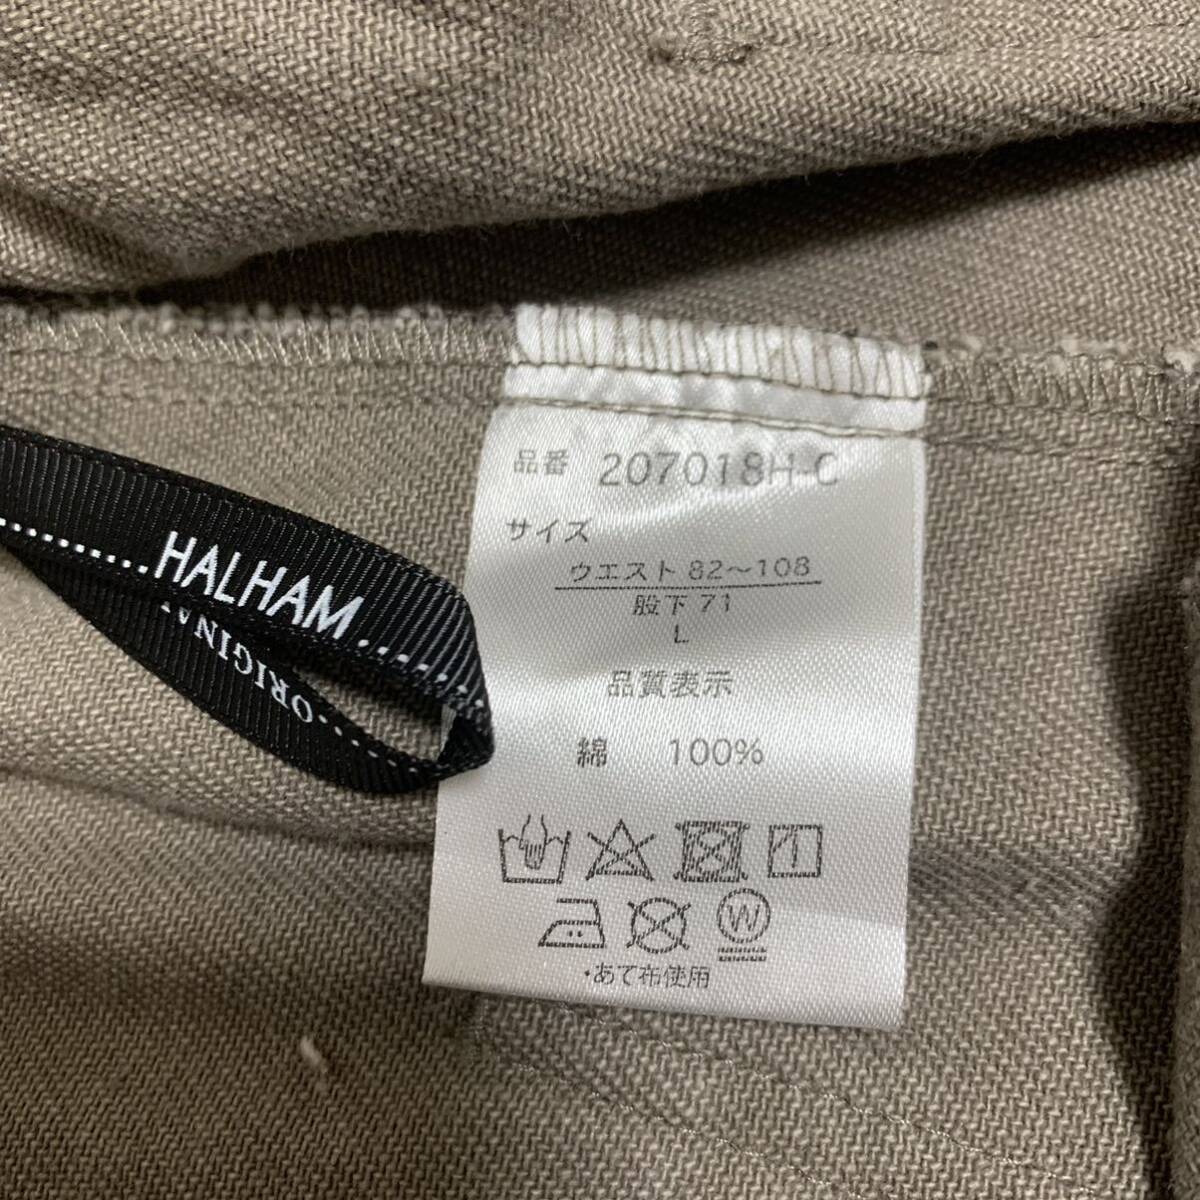 品番 207018H-C
サイズ
ウエスト 82～108
股下 71
L
品質表示
綿 100%
W
・あて布使用
HALHAM
ORIGINAL